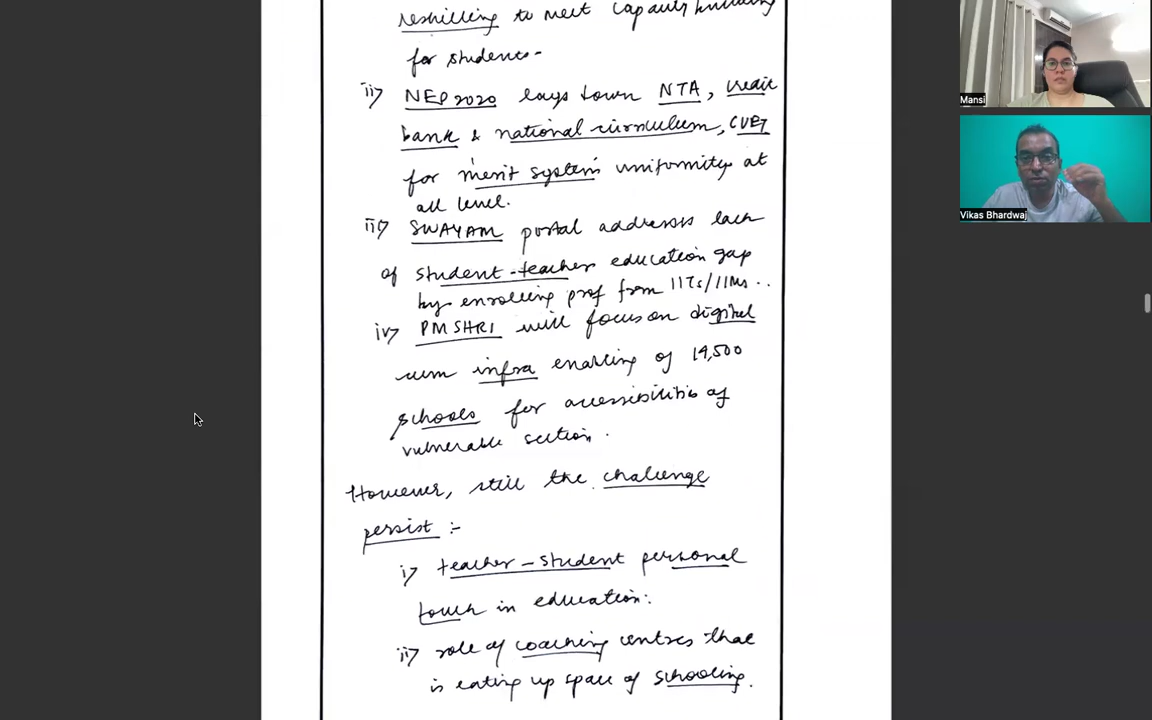 reskilling to meet capacity building
for students-
ii) NEP 2020 lays down NTA, credit
bank & national curriculum, CUET
for 'merit system' uniformity at
all level.
iii) SWAYAM portal addresses lack
of student-teacher education gap
by enrolling prof from IITs/IIMs ..
iv) PM SHRI will focus on digital
cum infra enabling of 14,500
schools for accessibilities of
vulnerable section.
However, still the challenge
persist :-
i) teacher-student personal
touch in education.
ii) role of coaching centres that
is eating up space of schooling.
Mansi
Vikas Bhardwaj